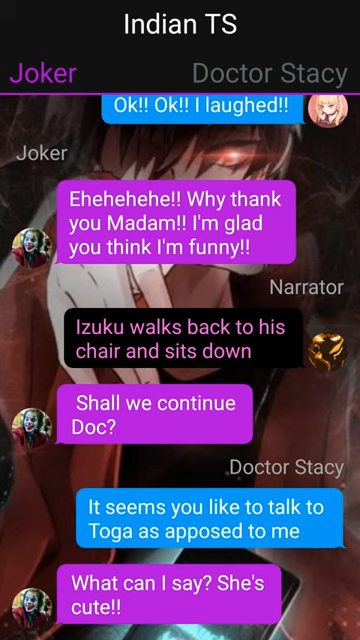 Indian TS
Joker
Doctor Stacy
Ok!! Ok!! I laughed!!
Joker
Ehehehehe!! Why thank
you Madam!! I'm glad
you think I'm funny!!
Narrator
Izuku walks back to his
chair and sits down
Shall we continue
Doc?
Doctor Stacy
It seems you like to talk to
Toga as apposed to me
What can I say? She's
cute!!